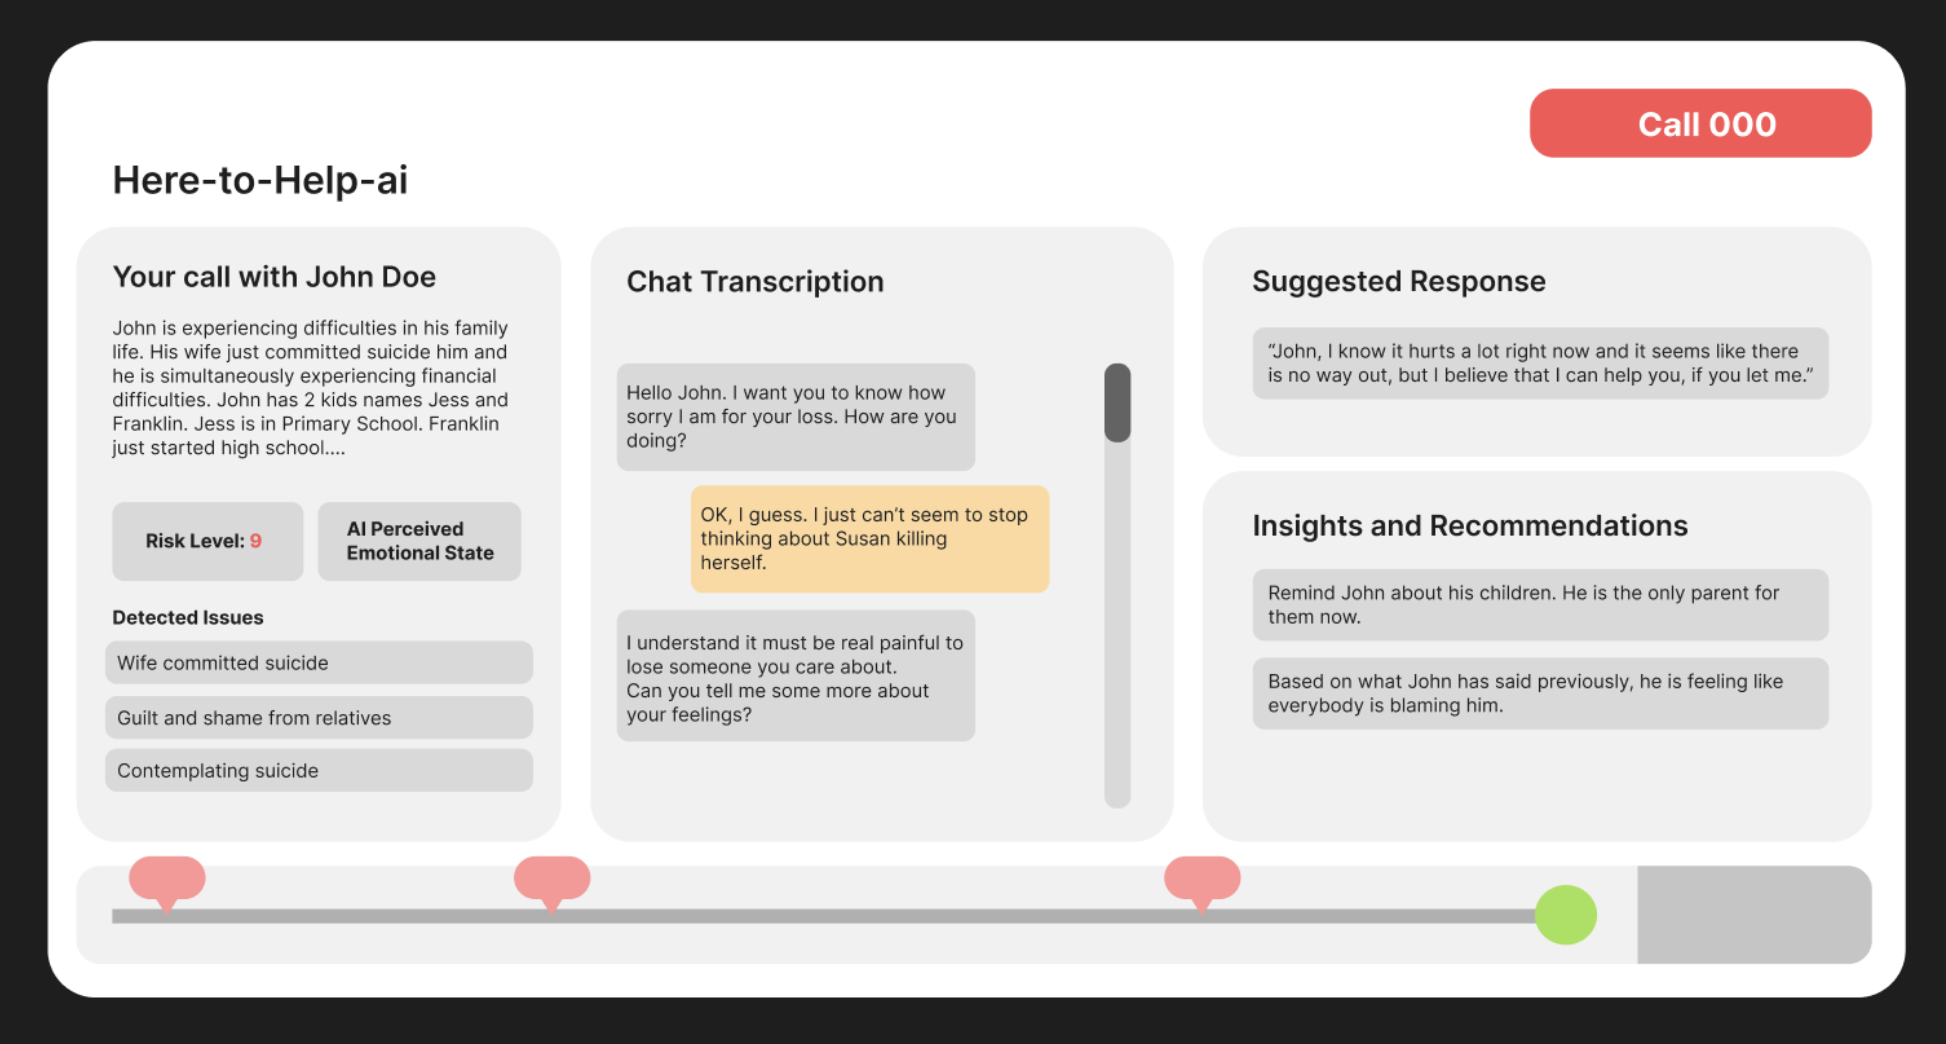 Call 000
Here-to-Help-ai
Your call with John Doe
John is experiencing difficulties in his family
life. His wife just committed suicide him and
he is simultaneously experiencing financial
difficulties. John has 2 kids names Jess and
Franklin. Jess is in Primary School. Franklin
just started high school....
Risk Level: 9
AI Perceived
Emotional State
Detected Issues
Wife committed suicide
Guilt and shame from relatives
Contemplating suicide
Chat Transcription
Hello John. I want you to know how
sorry I am for your loss. How are you
doing?
OK, I guess. I just can’t seem to stop
thinking about Susan killing
herself.
I understand it must be real painful to
lose someone you care about.
Can you tell me some more about
your feelings?
Suggested Response
“John, I know it hurts a lot right now and it seems like there
is no way out, but I believe that I can help you, if you let me.”
Insights and Recommendations
Remind John about his children. He is the only parent for
them now.
Based on what John has said previously, he is feeling like
everybody is blaming him.